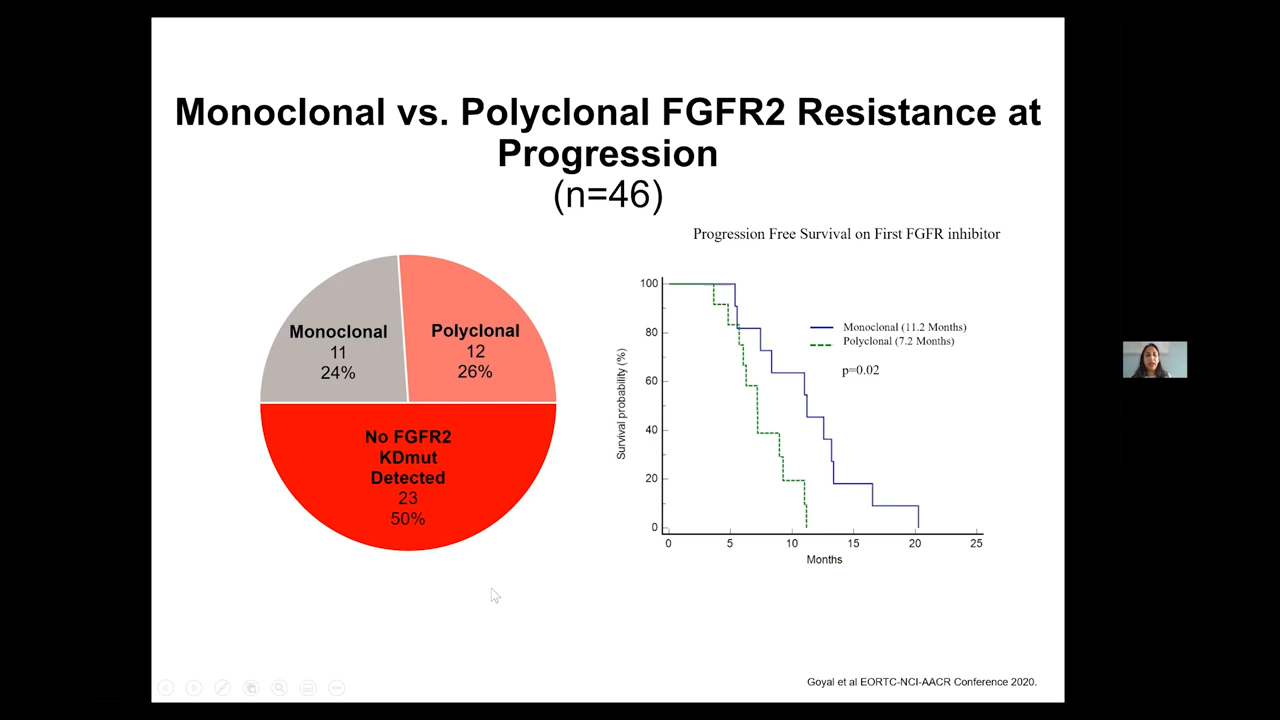 Monoclonal vs. Polyclonal FGFR2 Resistance at
Progression
(n=46)
Monoclonal
11
24%
Polyclonal
12
26%
No FGFR2
KDmut
Detected
23
50%
Progression Free Survival on First FGFR inhibitor
Survival probability (%)
100
80
60
40
20
0
Monoclonal (11.2 Months)
Polyclonal (7.2 Months)
p=0.02
0 5 10 15 20 25
Months
Goyal et al EORTC-NCI-AACR Conference 2020.